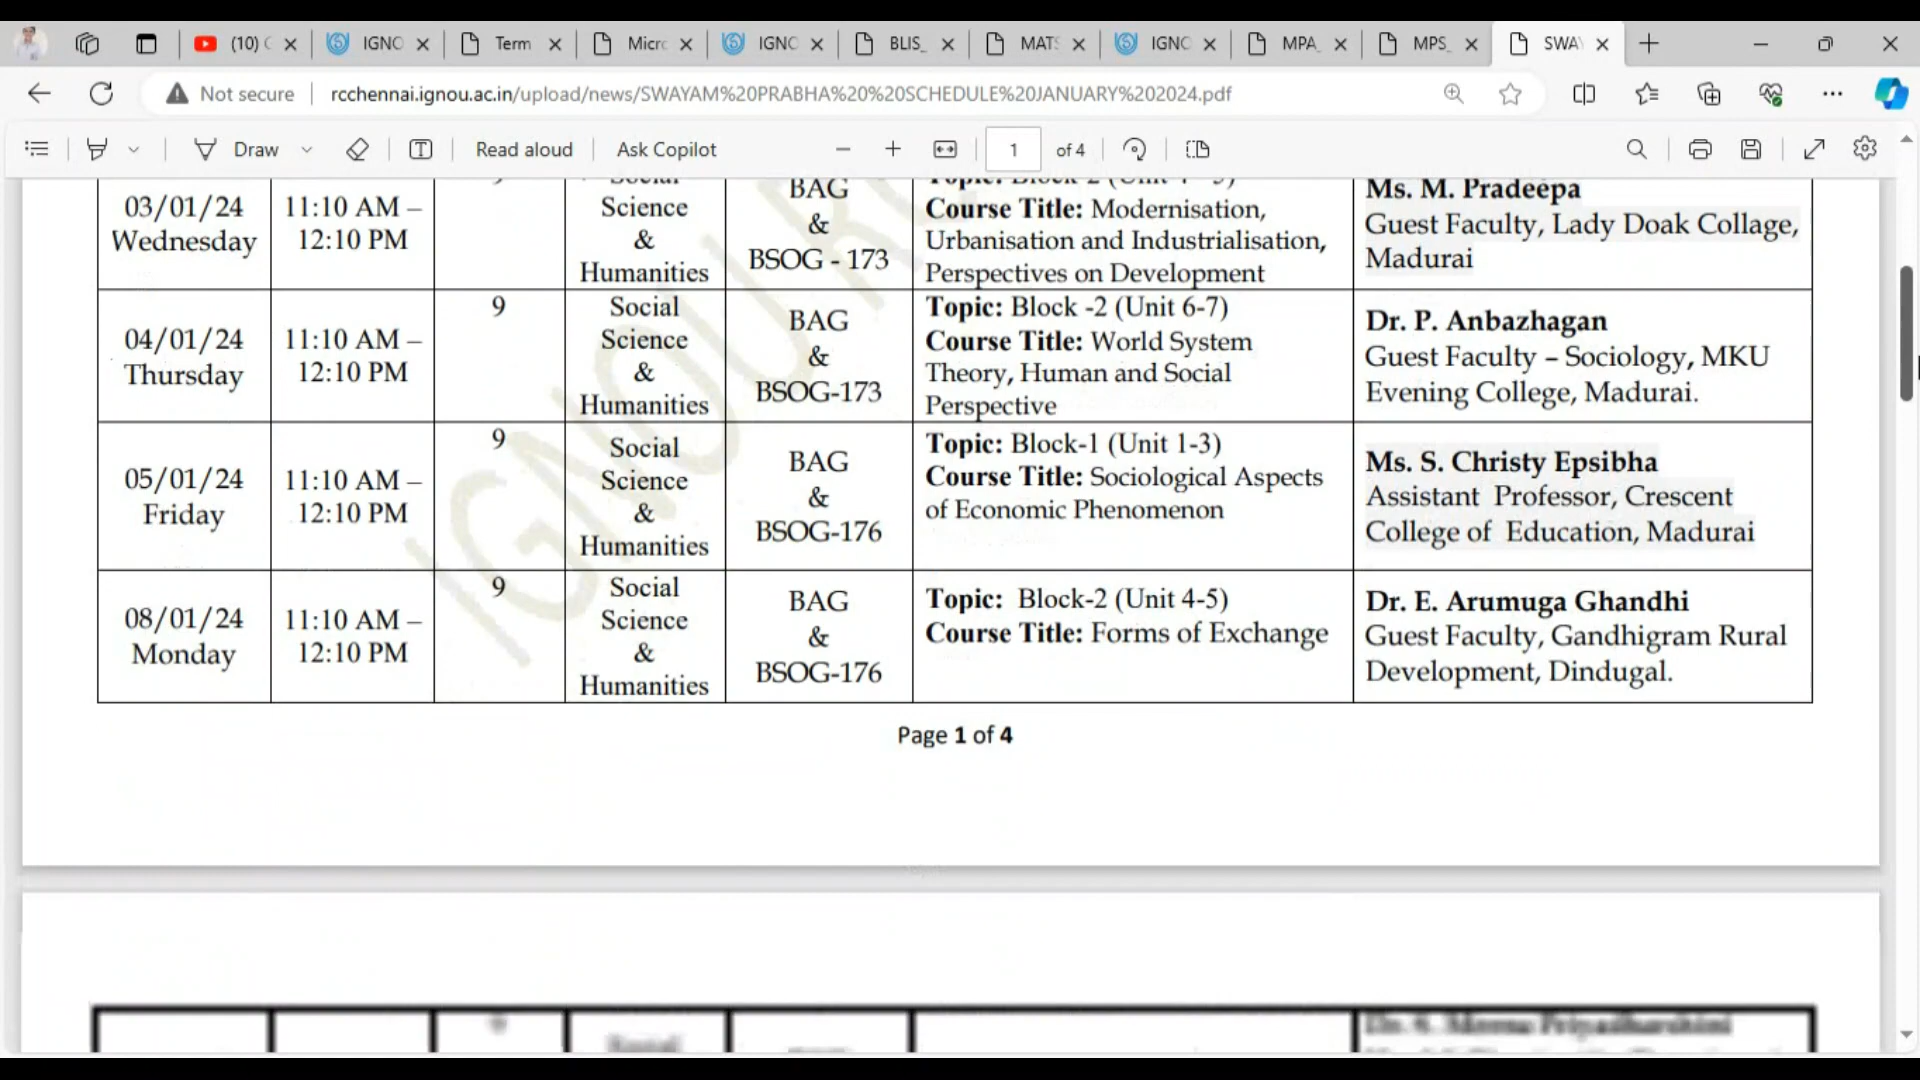 (10)
IGNO
Term
Micr
IGNO
BLIS_
MAT
IGNO
MPA_
MPS_
SWA
Not secure
rcchennai.ignou.ac.in/upload/news/SWAYAM%20PRABHA%20%20SCHEDULE%20JANUARY%202024.pdf
Draw
Read aloud
Ask Copilot
1
of 4
03/01/24
Wednesday
11:10 AM –
12:10 PM
Social
Science
&
Humanities
BAG
&
BSOG - 173
Course Title: Modernisation,
Urbanisation and Industrialisation,
Perspectives on Development
Ms. M. Pradeepa
Guest Faculty, Lady Doak Collage,
Madurai
04/01/24
Thursday
11:10 AM –
12:10 PM
9
Social
Science
&
Humanities
BAG
&
BSOG-173
Topic: Block -2 (Unit 6-7)
Course Title: World System
Theory, Human and Social
Perspective
Dr. P. Anbazhagan
Guest Faculty – Sociology, MKU
Evening College, Madurai.
05/01/24
Friday
11:10 AM –
12:10 PM
9
Social
Science
&
Humanities
BAG
&
BSOG-176
Topic: Block-1 (Unit 1-3)
Course Title: Sociological Aspects
of Economic Phenomenon
Ms. S. Christy Epsibha
Assistant Professor, Crescent
College of Education, Madurai
08/01/24
Monday
11:10 AM –
12:10 PM
9
Social
Science
&
Humanities
BAG
&
BSOG-176
Topic: Block-2 (Unit 4-5)
Course Title: Forms of Exchange
Dr. E. Arumuga Ghandhi
Guest Faculty, Gandhigram Rural
Development, Dindugal.
IGNOU RC
Page 1 of 4